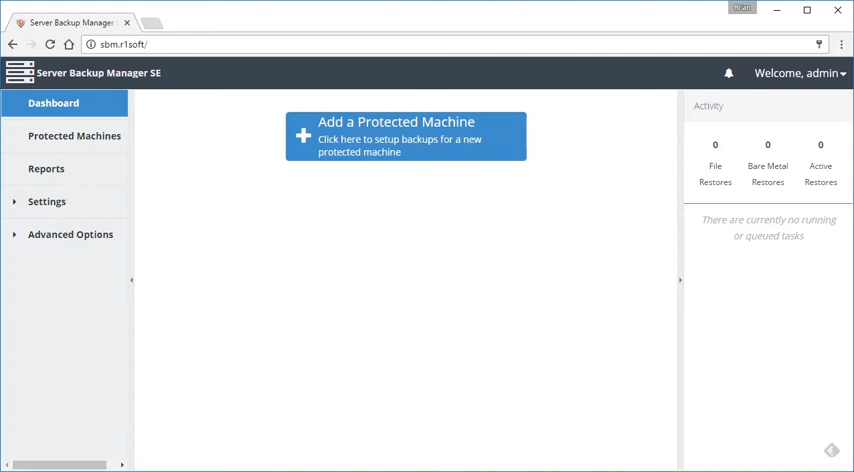 Brian
Server Backup Manager
sbm.r1soft/
Server Backup Manager SE
Welcome, admin
Dashboard
Protected Machines
Reports
Settings
Advanced Options
Add a Protected Machine
Click here to setup backups for a new
protected machine
Activity
0 0 0
File Bare Metal Active
Restores Restores Restores
There are currently no running
or queued tasks